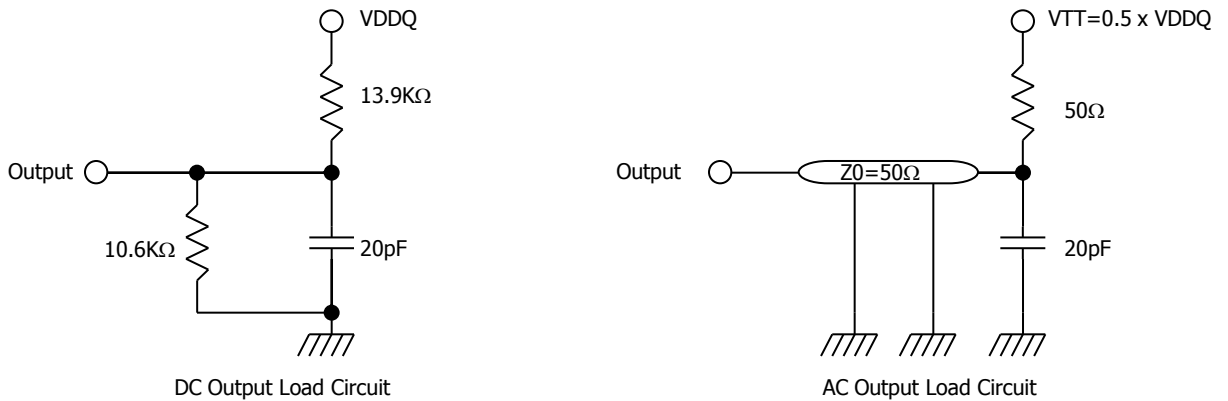 VDDQ
13.9KΩ
Output
10.6KΩ
20pF
DC Output Load Circuit
VTT=0.5 x VDDQ
50Ω
Output
Z0=50Ω
20pF
AC Output Load Circuit